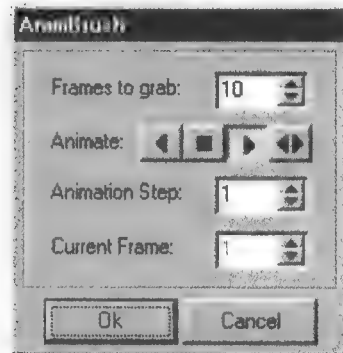 AnimBrush
Frames to grab: 10
Animate:
Animation Step: 1
Current Frame: 1
Ok Cancel